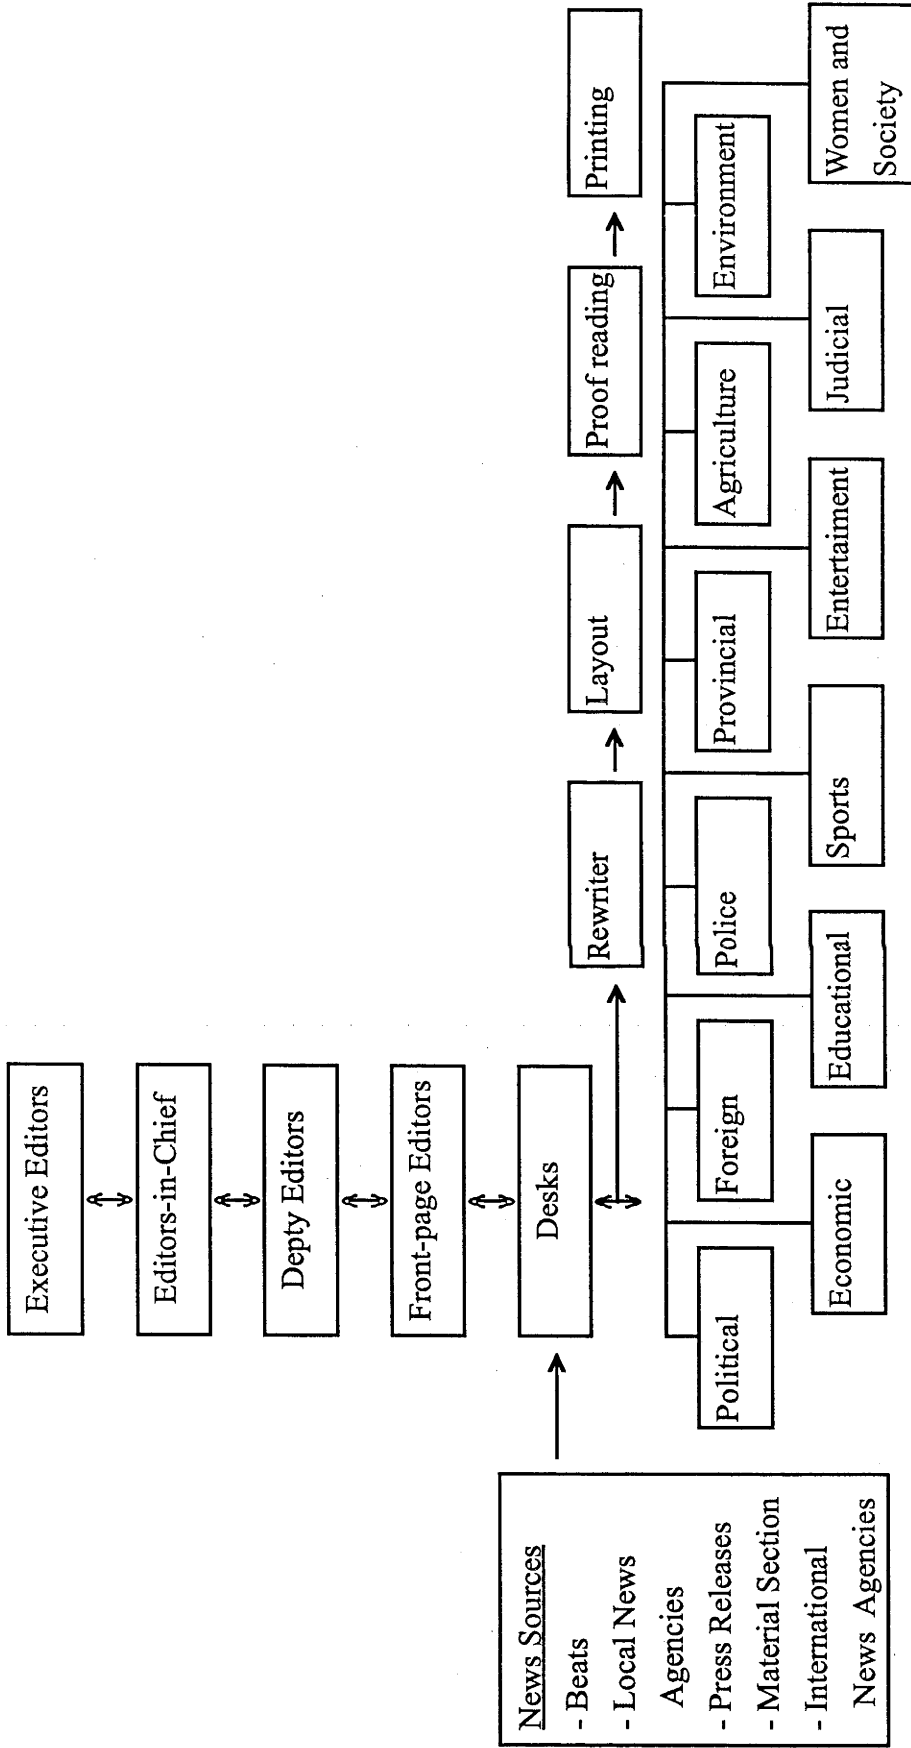 Executive Editors
Editors-in-Chief
Depty Editors
Front-page Editors
Desks
News Sources
- Beats
- Local News
Agencies
- Press Releases
- Material Section
- International
News Agencies
Rewriter
Layout
Proof reading
Printing
Political
Foreign
Police
Provincial
Agriculture
Environment
Economic
Educational
Sports
Entertaiment
Judicial
Women and
Society